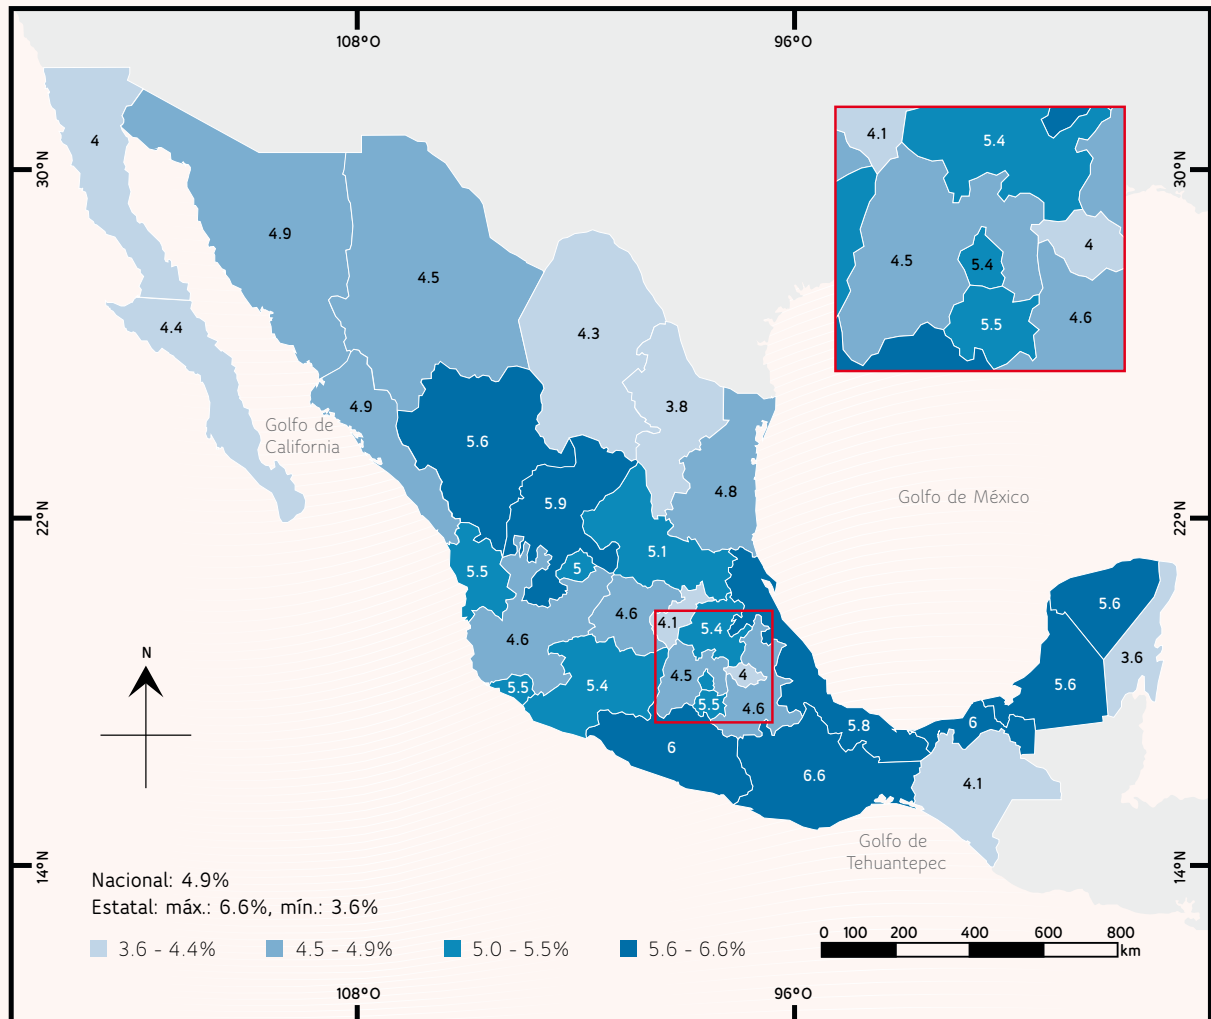 108°O
96°O
30°N
30°N
4
4.9
4.5
4.3
4.4
3.8
4.9
Golfo de
California
5.6
4.8
5.9
4.1
5.4
4.5
5.4
4
5.5
4.6
Golfo de México
22°N
22°N
5.1
5.5
5
4.6
4.6
4.1
5.4
4.5
4
5.5
4.6
5.5
5.4
5.6
3.6
5.6
6
5.8
6
6.6
4.1
N
Golfo de
Tehuantepec
14°N
14°N
Nacional: 4.9%
Estatal: máx.: 6.6%, mín.: 3.6%
3.6 - 4.4%
4.5 - 4.9%
5.0 - 5.5%
5.6 - 6.6%
0 100 200 400 600 800
km
108°O
96°O